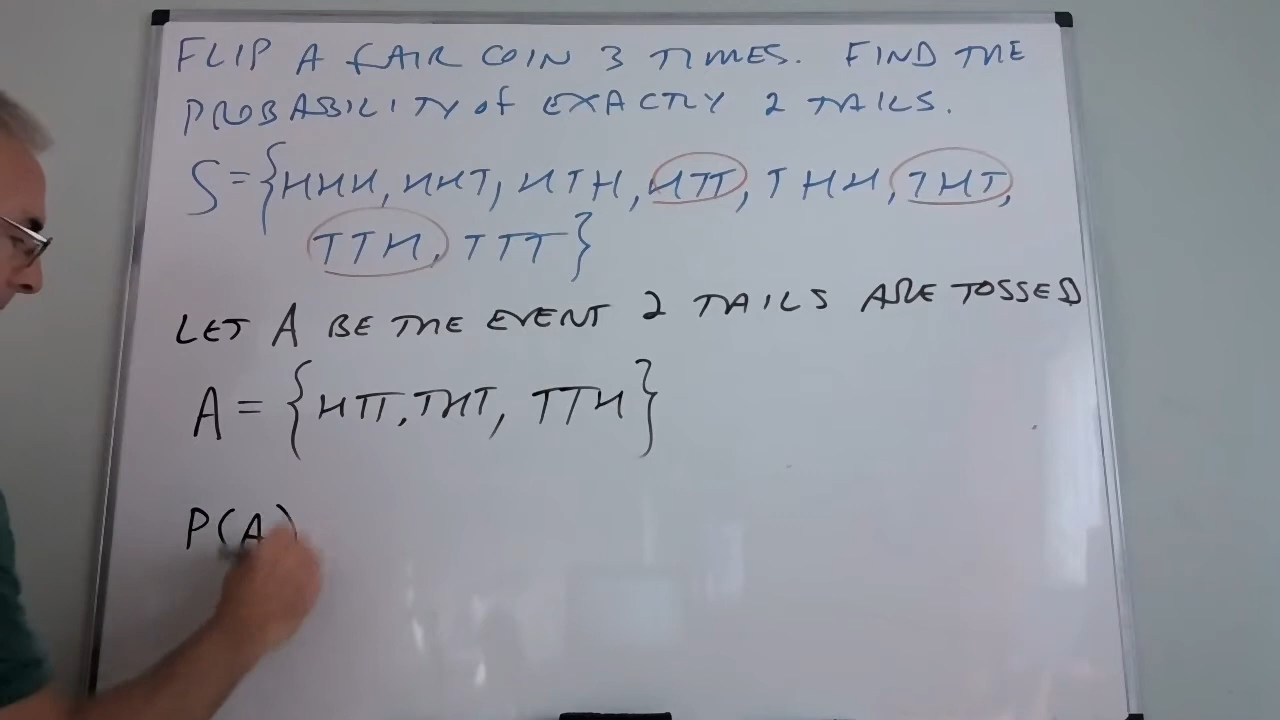 FLIP A FAIR COIN 3 TIMES. FIND THE
PROBABILITY OF EXACTLY 2 TAILS.
S={HHH, HHT, HTH, HTT, THH, THT,
TTH, TTT}
LET A BE THE EVENT 2 TAILS ARE TOSSED
A={HTT, THT, TTH}
P(A)